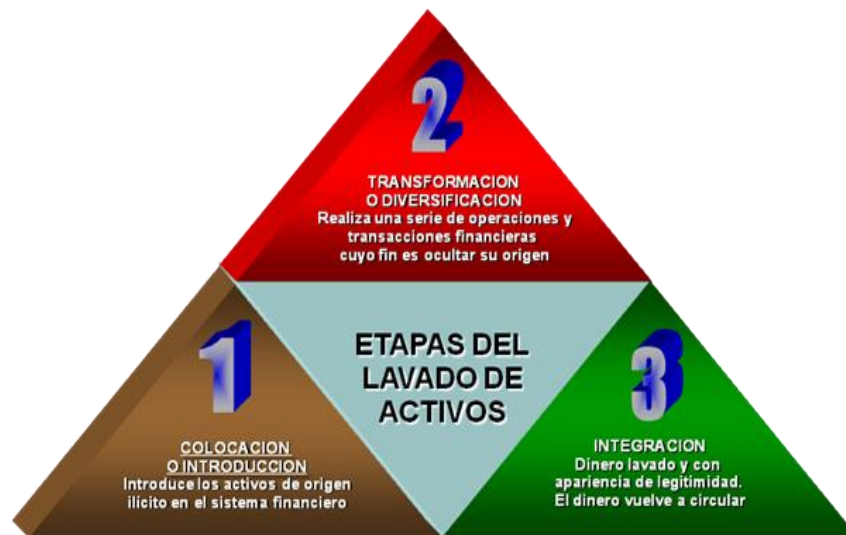 2
TRANSFORMACION
O DIVERSIFICACION
Realiza una serie de operaciones y
transacciones financieras
cuyo fin es ocultar su origen
ETAPAS DEL
LAVADO DE
ACTIVOS
1
COLOCACION
O INTRODUCCION
Introduce los activos de origen
ilícito en el sistema financiero
3
INTEGRACION
Dinero lavado y con
apariencia de legitimidad.
El dinero vuelve a circular